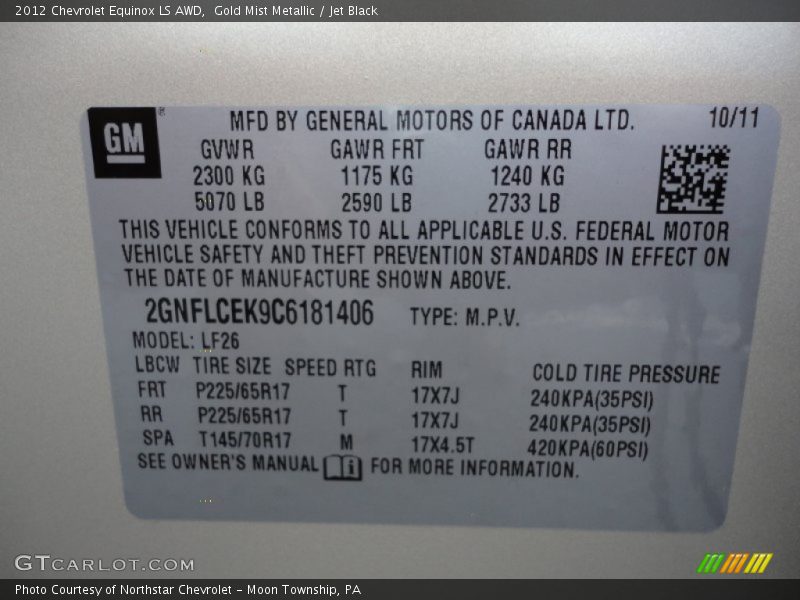 2012 Chevrolet Equinox LS AWD, Gold Mist Metallic / Jet Black
GM ®
MFD BY GENERAL MOTORS OF CANADA LTD. 10/11
GVWR GAWR FRT GAWR RR
2300 KG 1175 KG 1240 KG
5070 LB 2590 LB 2733 LB
THIS VEHICLE CONFORMS TO ALL APPLICABLE U.S. FEDERAL MOTOR
VEHICLE SAFETY AND THEFT PREVENTION STANDARDS IN EFFECT ON
THE DATE OF MANUFACTURE SHOWN ABOVE.
2GNFLCEK9C6181406 TYPE: M.P.V.
MODEL: LF26
LBCW TIRE SIZE SPEED RTG RIM COLD TIRE PRESSURE
FRT P225/65R17 T 17X7J 240KPA(35PSI)
RR P225/65R17 T 17X7J 240KPA(35PSI)
SPA T145/70R17 M 17X4.5T 420KPA(60PSI)
SEE OWNER'S MANUAL i FOR MORE INFORMATION.
GTCARLOT.COM
Photo Courtesy of Northstar Chevrolet – Moon Township, PA